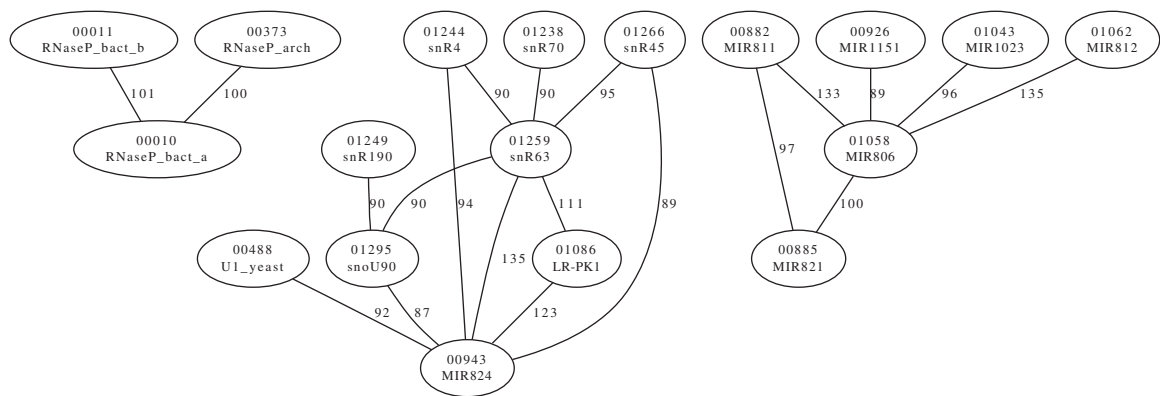 00011
RNaseP_bact_b
00373
RNaseP_arch
01244
snR4
01238
snR70
01266
snR45
00882
MIR811
00926
MIR1151
01043
MIR1023
01062
MIR812
101
100
90
90
95
133
89
96
135
00010
RNaseP_bact_a
01249
snR190
01259
snR63
01058
MIR806
97
90
90
94
111
89
100
00488
U1_yeast
01295
snoU90
135
01086
LR-PK1
00885
MIR821
92
87
123
00943
MIR824